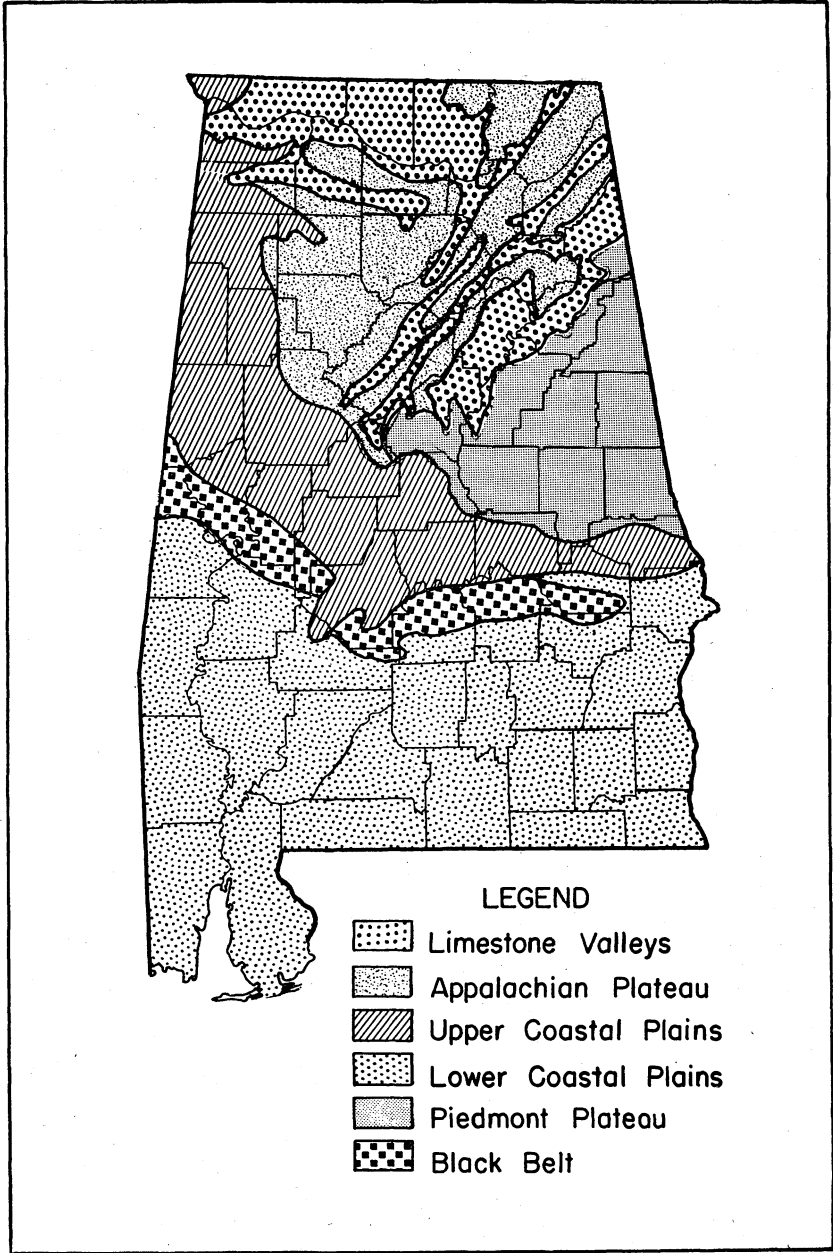 LEGEND
Limestone Valleys
Appalachian Plateau
Upper Coastal Plains
Lower Coastal Plains
Piedmont Plateau
Black Belt